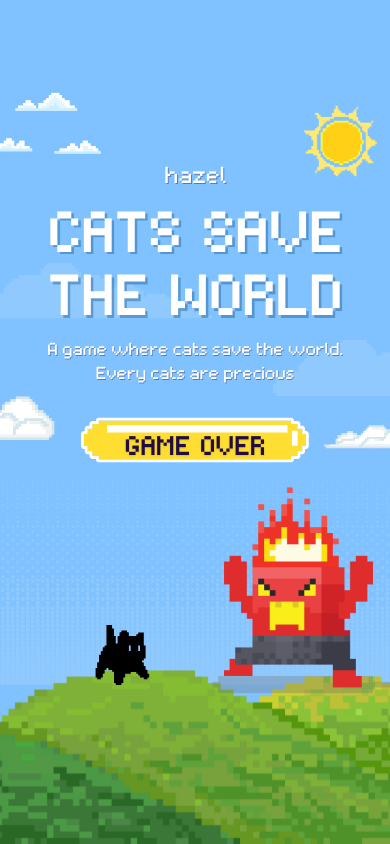 hazel
CATS SAVE
THE WORLD
A game where cats save the world.
Every cats are precious
GAME OVER